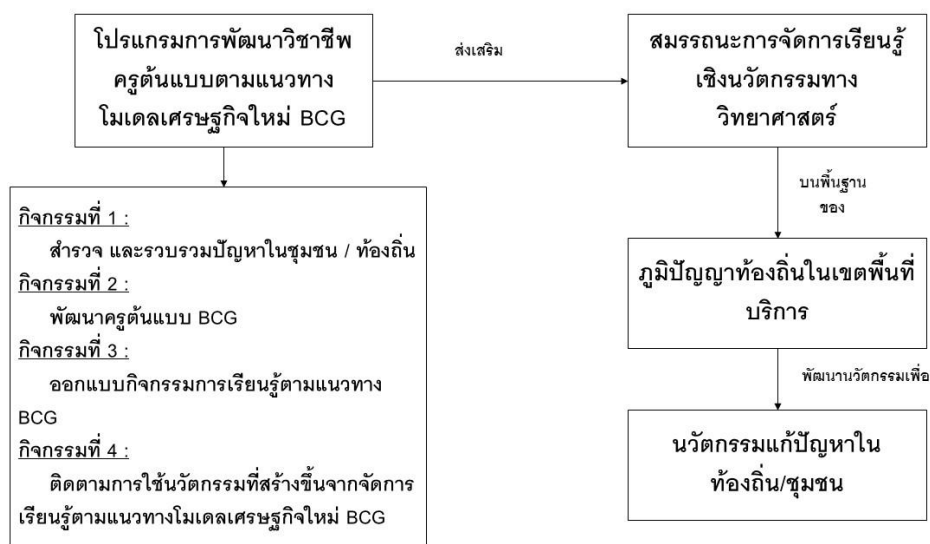 โปรแกรมการพัฒนาวิชาชีพ
ครูต้นแบบตามแนวทาง
โมเดลเศรษฐกิจใหม่ BCG
ส่งเสริม
สมรรถนะการจัดการเรียนรู้
เชิงนวัตกรรมทาง
วิทยาศาสตร์
กิจกรรมที่ 1 :
สำรวจ และรวบรวมปัญหาในชุมชน / ท้องถิ่น
กิจกรรมที่ 2 :
พัฒนาครูต้นแบบ BCG
กิจกรรมที่ 3 :
ออกแบบกิจกรรมการเรียนรู้ตามแนวทาง
BCG
กิจกรรมที่ 4 :
ติดตามการใช้นวัตกรรมที่สร้างขึ้นจากจัดการ
เรียนรู้ตามแนวทางโมเดลเศรษฐกิจใหม่ BCG
บนพื้นฐาน
ของ
ภูมิปัญญาท้องถิ่นในเขตพื้นที่
บริการ
พัฒนานวัตกรรมเพื่อ
นวัตกรรมแก้ปัญหาใน
ท้องถิ่น/ชุมชน